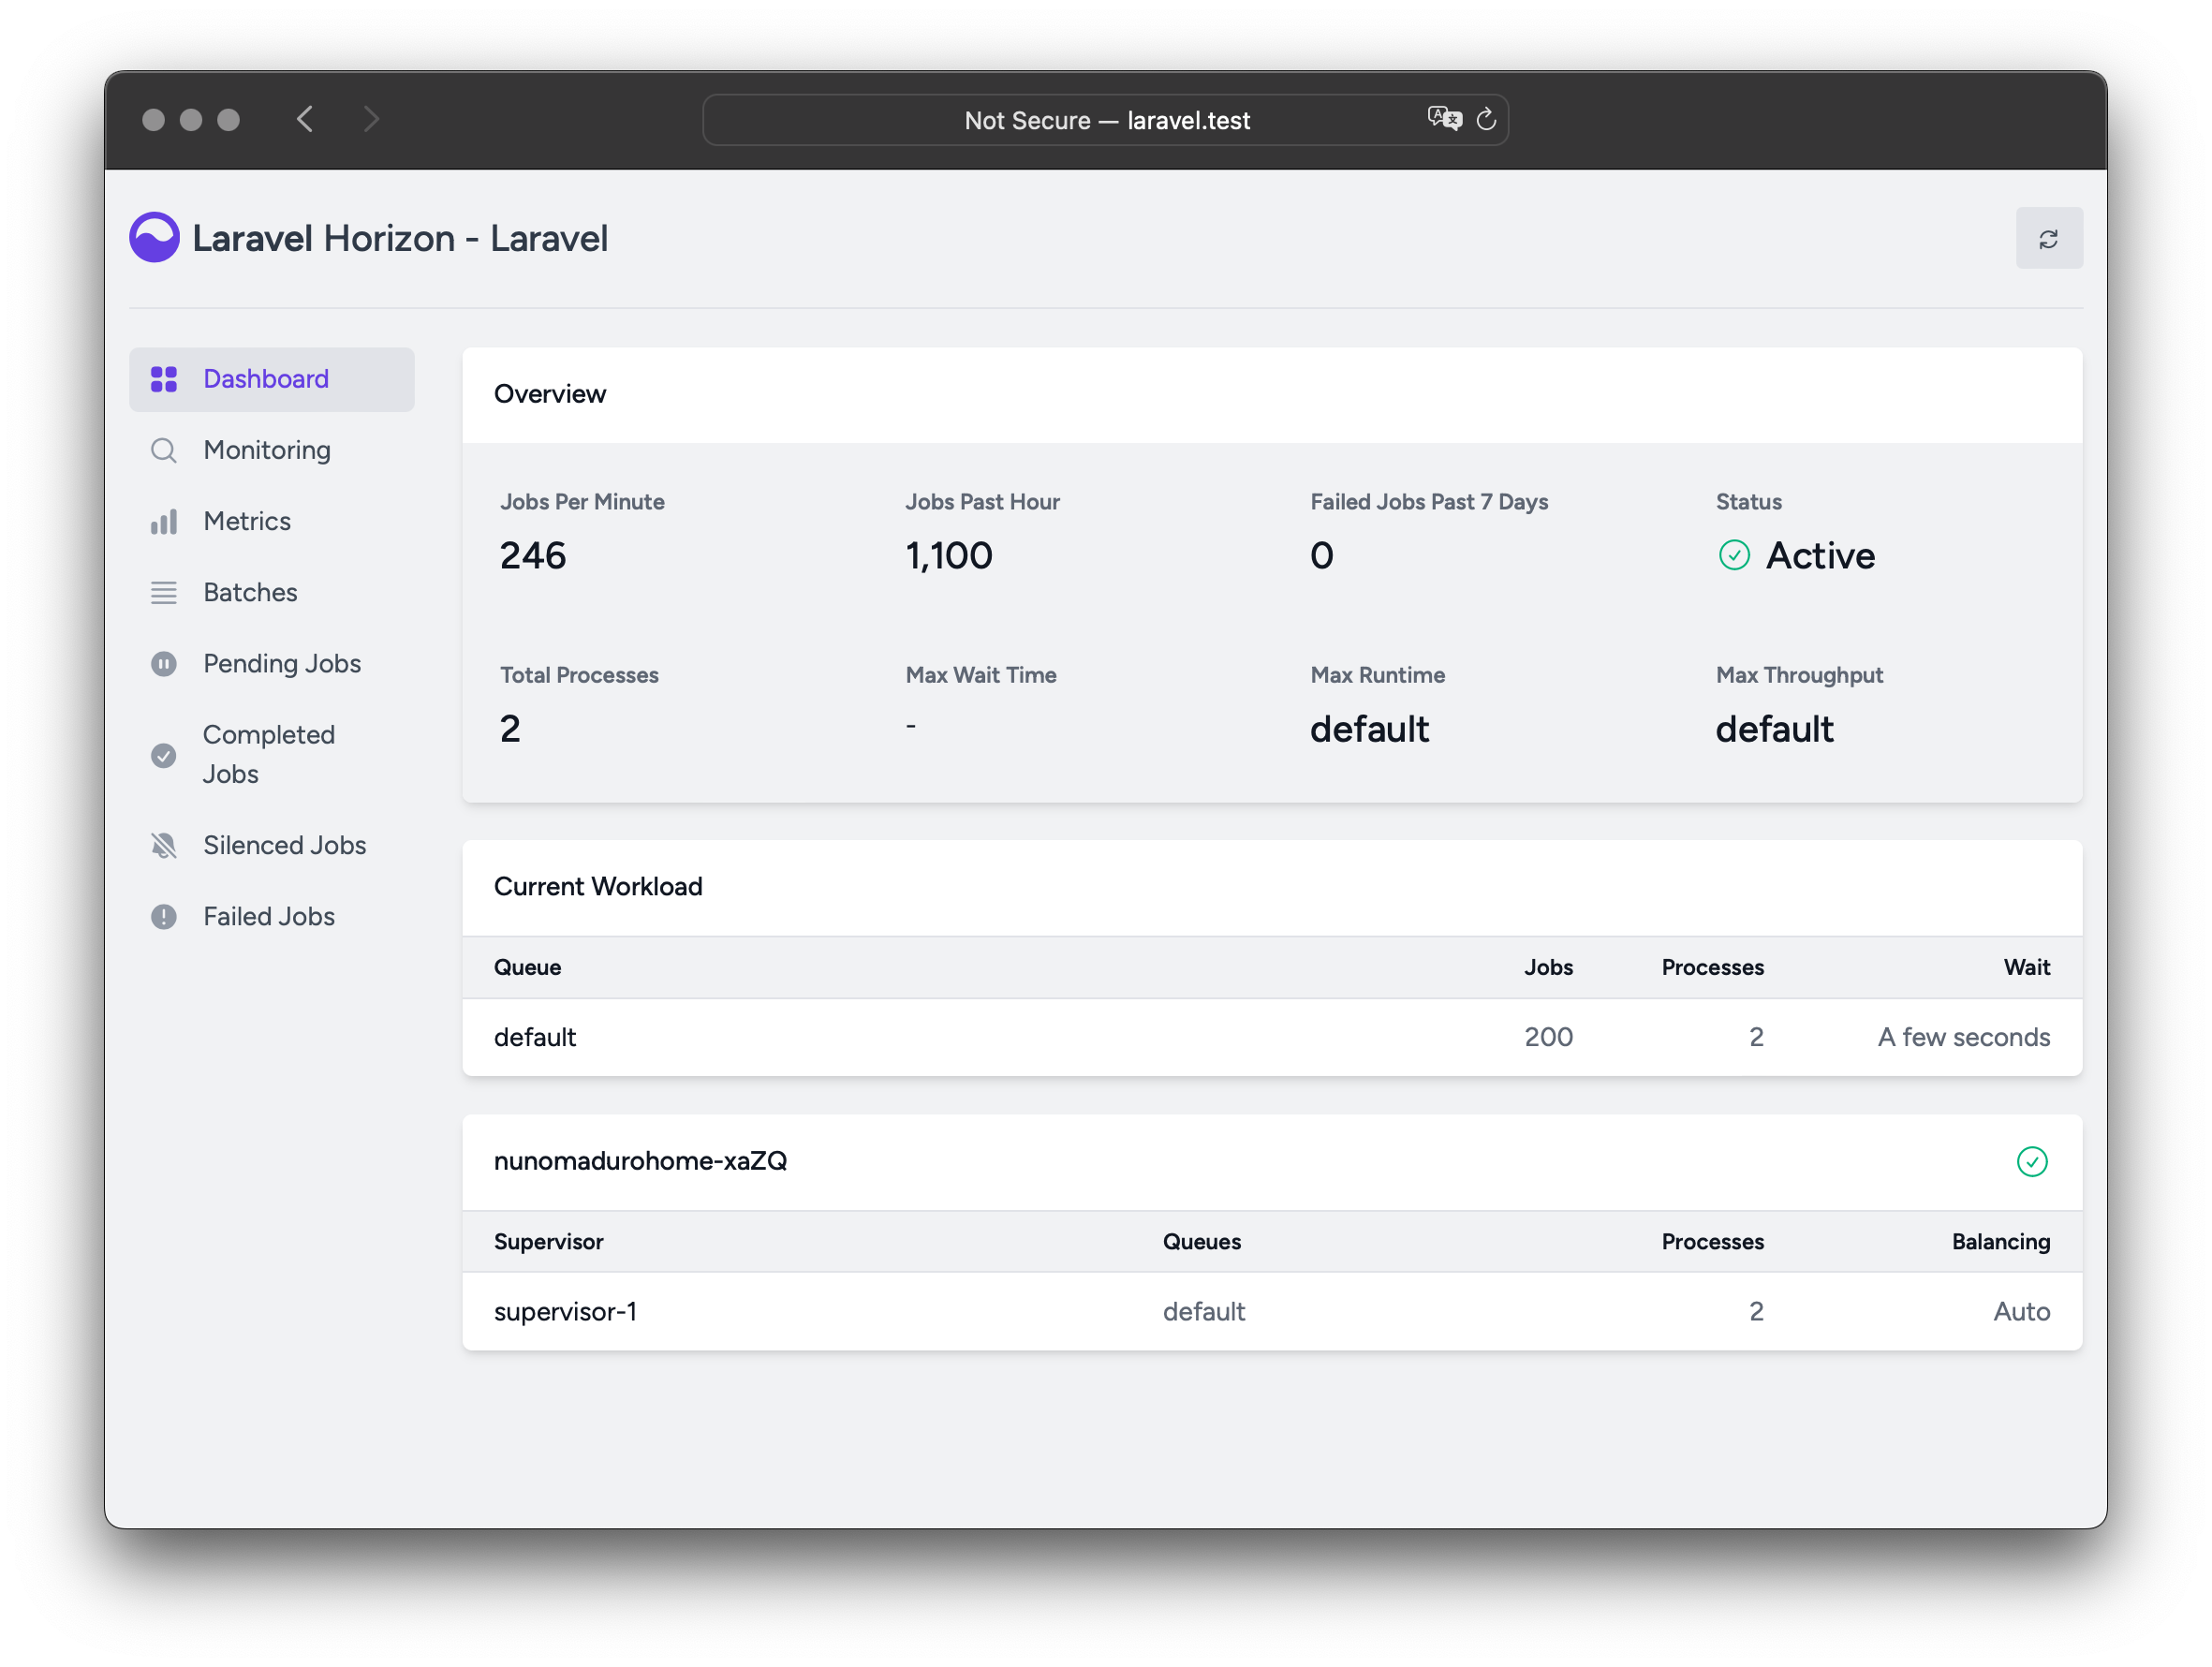 Not Secure — laravel.test
Laravel Horizon - Laravel
Dashboard
Monitoring
Metrics
Batches
Pending Jobs
Completed
Jobs
Silenced Jobs
Failed Jobs
Overview
Jobs Per Minute Jobs Past Hour Failed Jobs Past 7 Days Status
246 1,100 0 Active
Total Processes Max Wait Time Max Runtime Max Throughput
2 - default default
Current Workload
Queue Jobs Processes Wait
default 200 2 A few seconds
nunomadurohome-xaZQ
Supervisor Queues Processes Balancing
supervisor-1 default 2 Auto